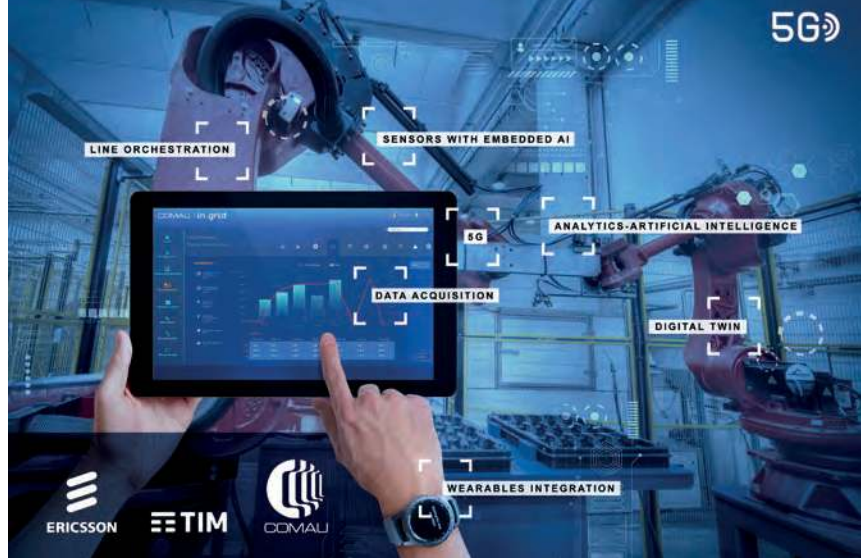 5G
SENSORS WITH EMBEDDED AI
LINE ORCHESTRATION
COMAU in.grid
5G
ANALYTICS-ARTIFICIAL INTELLIGENCE
DATA ACQUISITION
DIGITAL TWIN
WEARABLES INTEGRATION
ERICSSON
TIM
COMAU